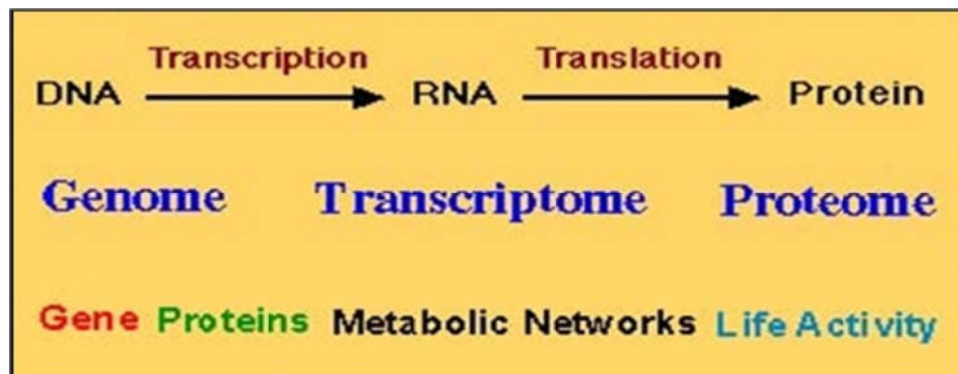 Transcription Translation
DNA RNA Protein
Genome Transcriptome Proteome
Gene Proteins Metabolic Networks Life Activity